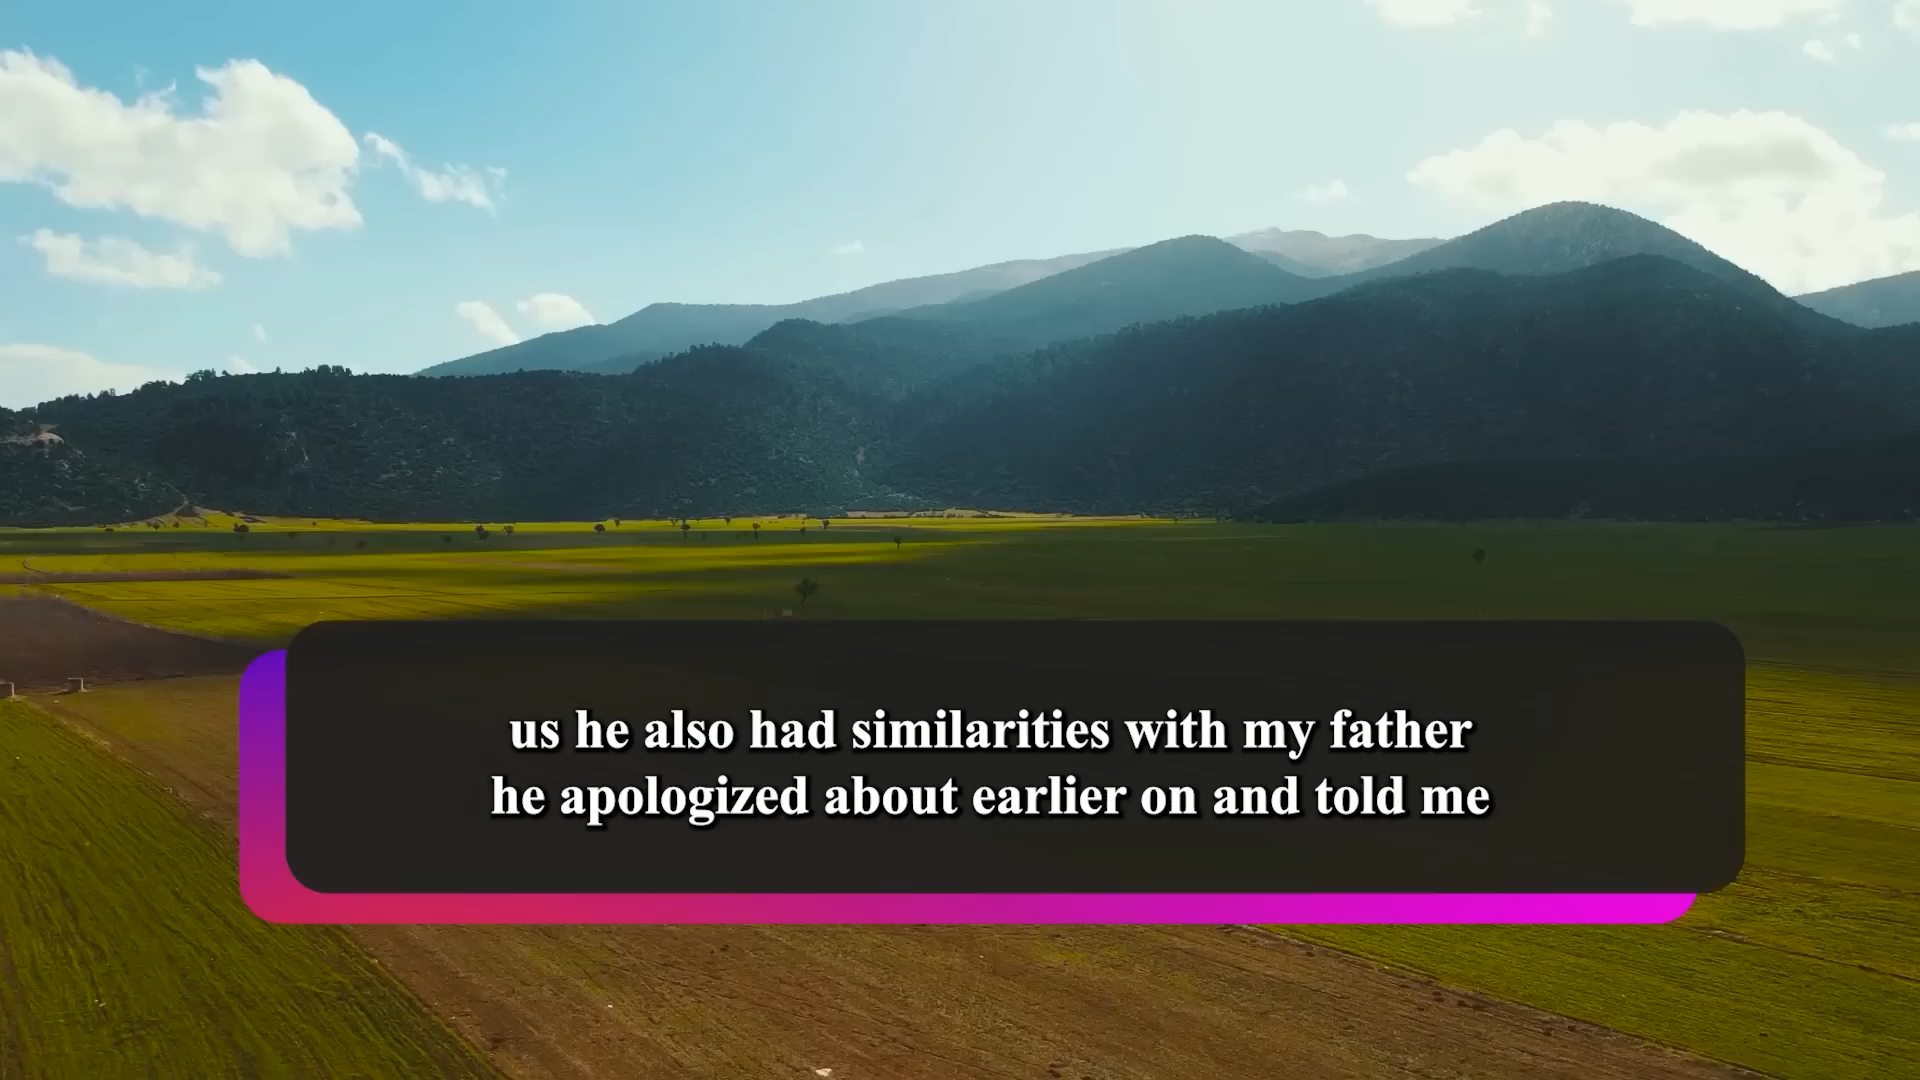 us he also had similarities with my father
he apologized about earlier on and told me